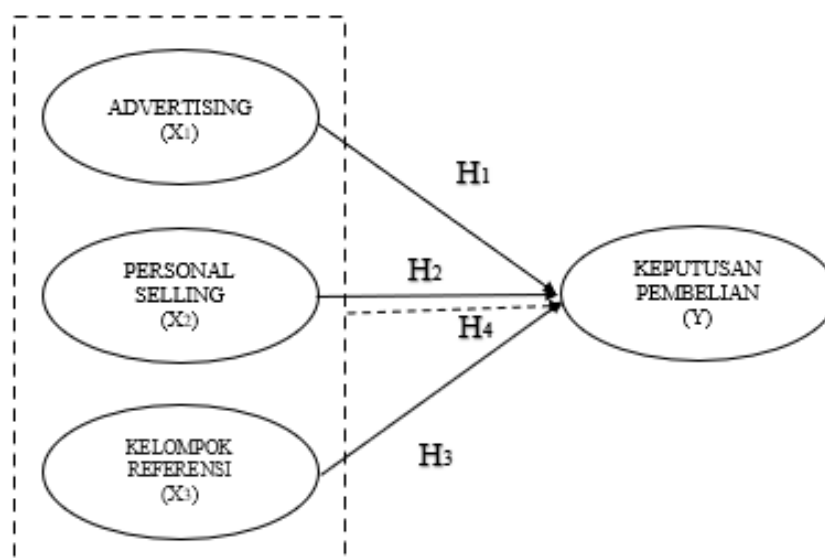 ADVERTISING
(X1)
H1
PERSONAL
SELLING
(X2)
H2
H4
KEPUTUSAN
PEMBELIAN
(Y)
KELOMPOK
REFERENSI
(X3)
H3